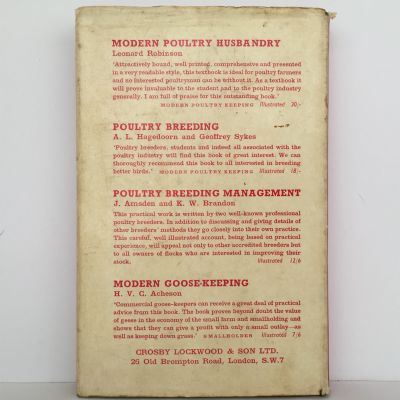 MODERN POULTRY HUSBANDRY
Leonard Robinson
'Attractively bound, well printed, comprehensive and presented
in a very readable style, this textbook is ideal for poultry farmers
and no interested poultryman can be without it. As a textbook it
will prove invaluable to the student and to the poultry industry
generally. I am full of praise for this outstanding book.'
MODERN POULTRY KEEPING Illustrated 30/-
POULTRY BREEDING
A. L. Hagedoorn and Geoffrey Sykes
'Poultry breeders, students and indeed all associated with the
poultry industry will find this book of great interest. We can
thoroughly recommend this book to all interested in breeding
better birds.' MODERN POULTRY KEEPING Illustrated 18/-
POULTRY BREEDING MANAGEMENT
J. Amsden and K. W. Brandon
This practical work is written by two well-known professional
poultry breeders. In addition to discussing and giving details of
other breeders' methods they go closely into their own practice.
This careful, well illustrated account, being based on practical
experience, will appeal not only to other accredited breeders but
to all owners of flocks who are interested in improving their
stock. Illustrated 12/6
MODERN GOOSE-KEEPING
H. V. C. Acheson
'Commercial goose-keepers can receive a great deal of practical
advice from this book. The book proves beyond doubt the value
of geese in the economy of the small farm and smallholding and
shows that they can give a profit with only a small outlay—as
well as keeping down grass.' SMALLHOLDER Illustrated 7/6
CROSBY LOCKWOOD & SON LTD.
26 Old Brompton Road, London, S.W.7